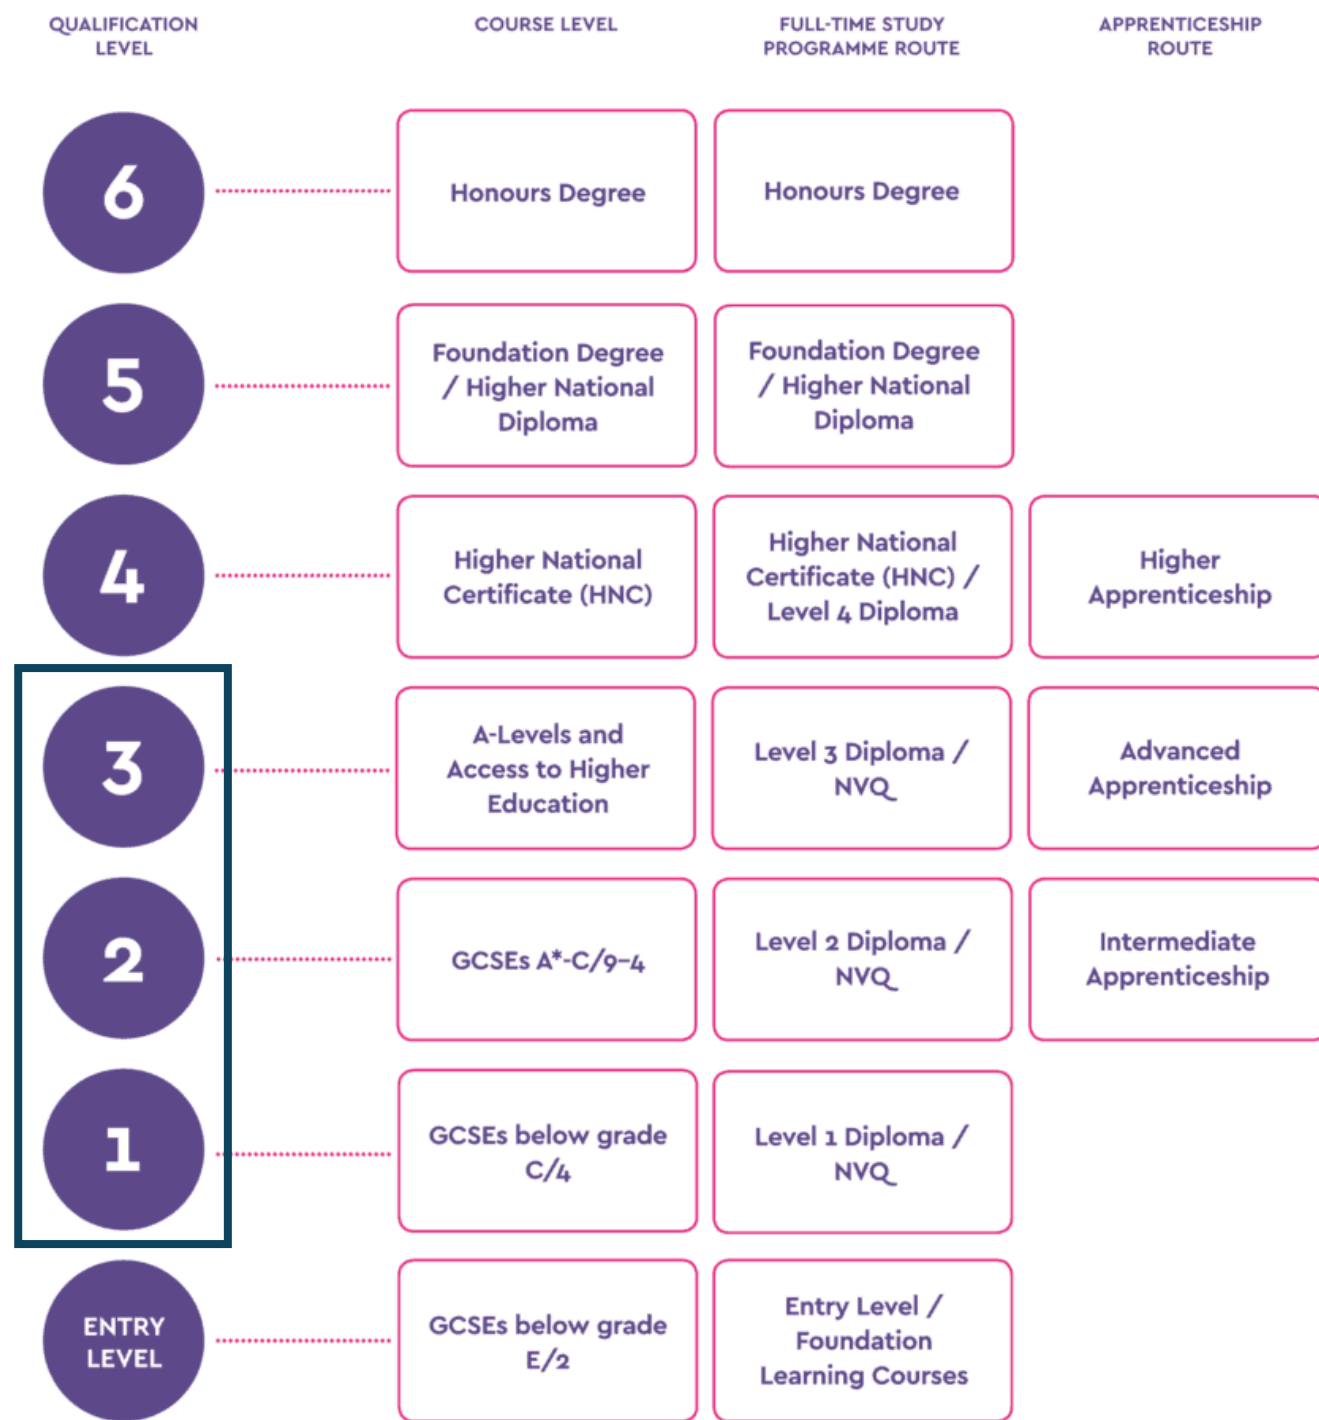 QUALIFICATION
LEVEL
COURSE LEVEL
FULL-TIME STUDY
PROGRAMME ROUTE
APPRENTICESHIP
ROUTE
6
Honours Degree
Honours Degree
5
Foundation Degree
/ Higher National
Diploma
Foundation Degree
/ Higher National
Diploma
4
Higher National
Certificate (HNC)
Higher National
Certificate (HNC) /
Level 4 Diploma
Higher
Apprenticeship
3
A-Levels and
Access to Higher
Education
Level 3 Diploma /
NVQ
Advanced
Apprenticeship
2
GCSEs A*-C/9-4
Level 2 Diploma /
NVQ
Intermediate
Apprenticeship
1
GCSEs below grade
C/4
Level 1 Diploma /
NVQ
ENTRY
LEVEL
GCSEs below grade
E/2
Entry Level /
Foundation
Learning Courses